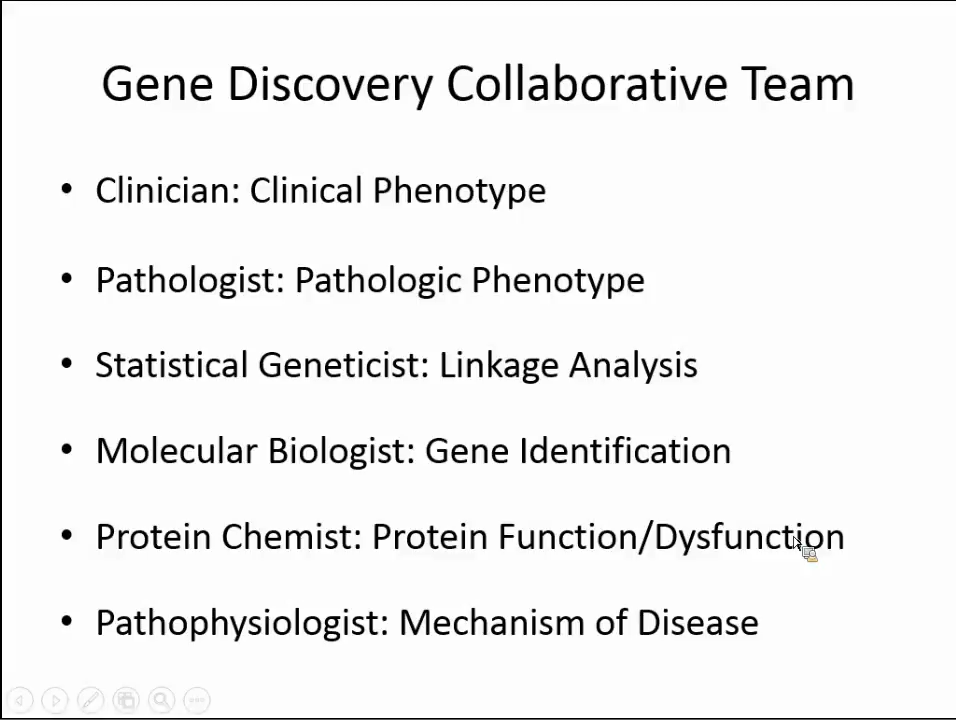 Gene Discovery Collaborative Team
• Clinician: Clinical Phenotype
• Pathologist: Pathologic Phenotype
• Statistical Geneticist: Linkage Analysis
• Molecular Biologist: Gene Identification
• Protein Chemist: Protein Function/Dysfunction
• Pathophysiologist: Mechanism of Disease